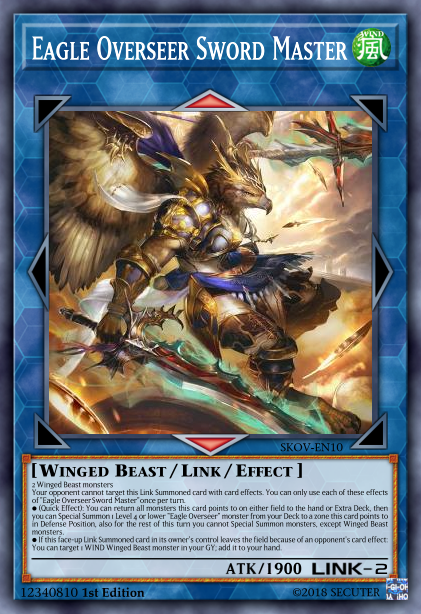 EAGLE OVERSEER SWORD MASTER
WIND
風
SKOV-EN10
[WINGED BEAST / LINK / EFFECT ]
2 Winged Beast monsters
Your opponent cannot target this Link Summoned card with card effects. You can only use each of these effects
of "Eagle Overseer Sword Master" once per turn.
● (Quick Effect): You can return all monsters this card points to on either field to the hand or Extra Deck, then
you can Special Summon 1 Level 4 or lower "Eagle Overseer" monster from your Deck to a zone this card points to
in Defense Position, also for the rest of this turn you cannot Special Summon monsters, except Winged Beast
monsters.
● If this face-up Link Summoned card in its owner's control leaves the field because of an opponent's card effect:
You can target 1 WIND Winged Beast monster in your GY; add it to your hand.
ATK/1900 LINK-2
12340810 1st Edition
©2018 SECUTER